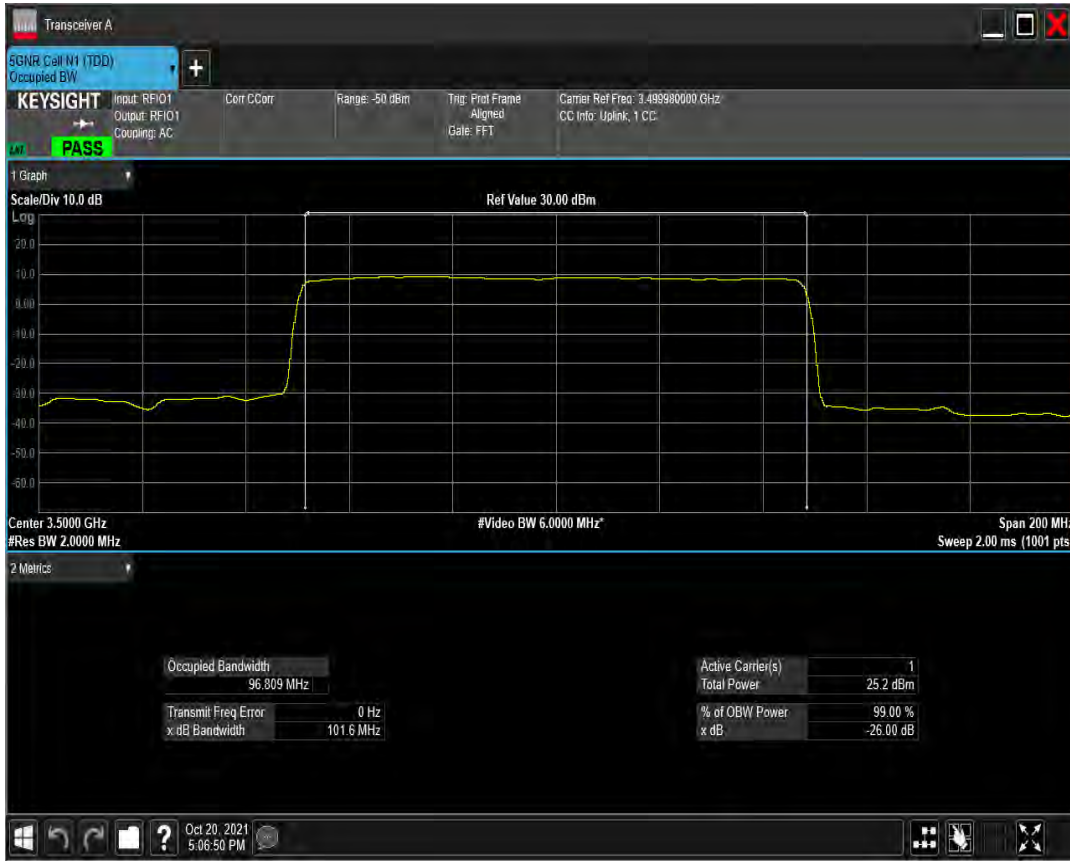 Transceiver A
5GNR Cell N1 (TDD)
Occupied BW
+
KEYSIGHT
PASS
Input: RFIO1
Output: RFIO1
Coupling: AC
Corr CCorr
Range: -50 dBm
Trig: Prot Frame
Aligned
Gate: FFT
Carrier Ref Freq: 3.499980000 GHz
CC Info: Uplink, 1 CC
1 Graph
Scale/Div 10.0 dB
Ref Value 30.00 dBm
Log
20.0
10.0
0.00
-10.0
-20.0
-30.0
-40.0
-50.0
-60.0
Center 3.5000 GHz
#Video BW 6.0000 MHz*
Span 200 MHz
#Res BW 2.0000 MHz
Sweep 2.00 ms (1001 pts
2 Metrics
Occupied Bandwidth
96.809 MHz
Transmit Freq Error 0 Hz
x dB Bandwidth 101.6 MHz
Active Carrier(s) 1
Total Power 25.2 dBm
% of OBW Power 99.00 %
x dB -26.00 dB
?
Oct 20, 2021
5:06:50 PM